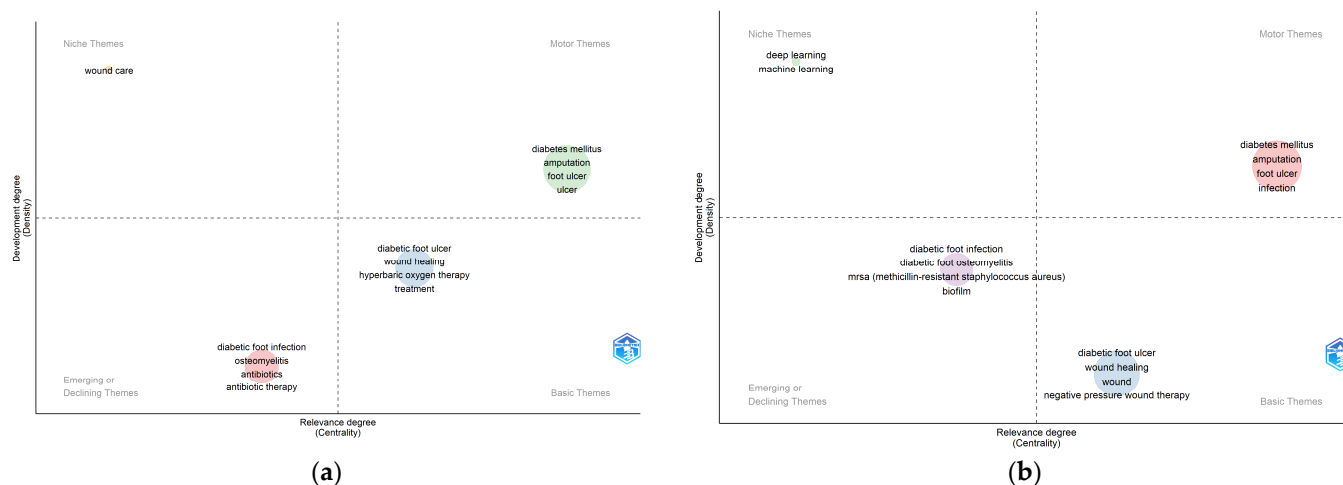 Niche Themes
Motor Themes
wound care
diabetes mellitus
amputation
foot ulcer
ulcer
Development degree
(Density)
diabetic foot ulcer
wound healing
hyperbaric oxygen therapy
treatment
diabetic foot infection
osteomyelitis
antibiotics
antibiotic therapy
Emerging or
Declining Themes
Basic Themes
Relevance degree
(Centrality)
(a)
Niche Themes
Motor Themes
deep learning
machine learning
diabetes mellitus
amputation
foot ulcer
infection
Development degree
(Density)
diabetic foot infection
diabetic foot osteomyelitis
mrsa (methicillin-resistant staphylococcus aureus)
biofilm
diabetic foot ulcer
wound healing
wound
negative pressure wound therapy
Emerging or
Declining Themes
Basic Themes
Relevance degree
(Centrality)
(b)